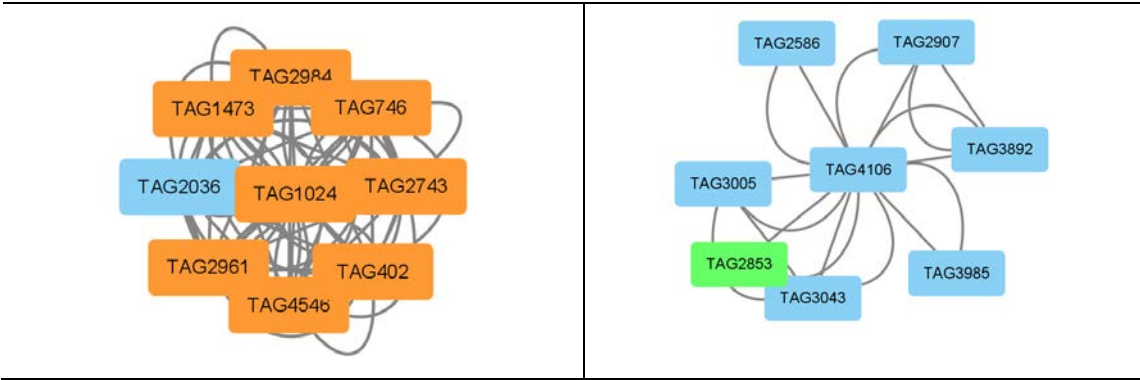 TAG2984
TAG1473
TAG746
TAG2036
TAG1024
TAG2743
TAG2961
TAG402
TAG4546
TAG2586
TAG2907
TAG3892
TAG4106
TAG3005
TAG2853
TAG3985
TAG3043